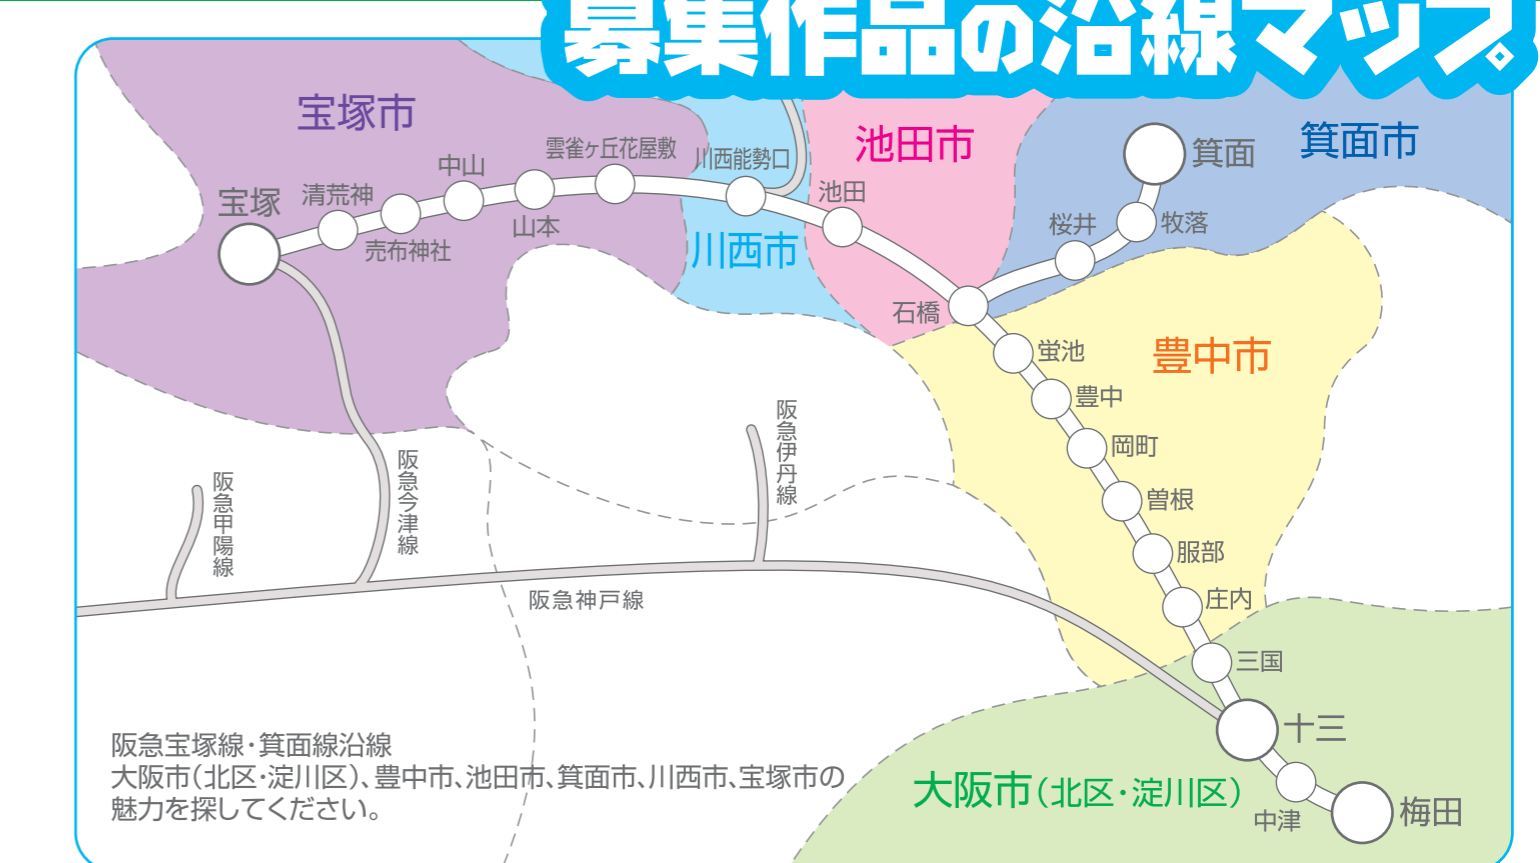 募集作品の沿線マップ
宝塚市
池田市
箕面市
箕面
中山
雲雀ヶ丘花屋敷
川西能勢口
宝塚
清荒神
池田
桜井
牧落
売布神社
山本
川西市
石橋
蛍池
豊中市
豊中
岡町
阪急伊丹線
阪急今津線
阪急甲陽線
曽根
服部
庄内
阪急神戸線
三国
十三
阪急宝塚線・箕面線沿線
大阪市（北区・淀川区）、豊中市、池田市、箕面市、川西市、宝塚市の
魅力を探してください。
大阪市（北区・淀川区）
中津
梅田